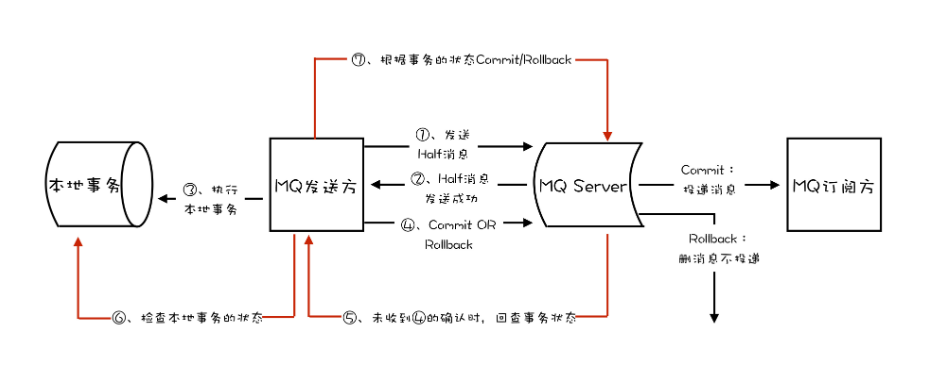 ⑦、根据事务的状态Commit/Rollback
①、发送
Half消息
本地事务
③、执行
本地事务
MQ发送方
②、Half消息
发送成功
MQ Server
Commit：
投递消息
MQ订阅方
④、Commit OR
Rollback
Rollback：
删消息不投递
⑥、检查本地事务的状态
⑤、未收到④的确认时，回查事务状态